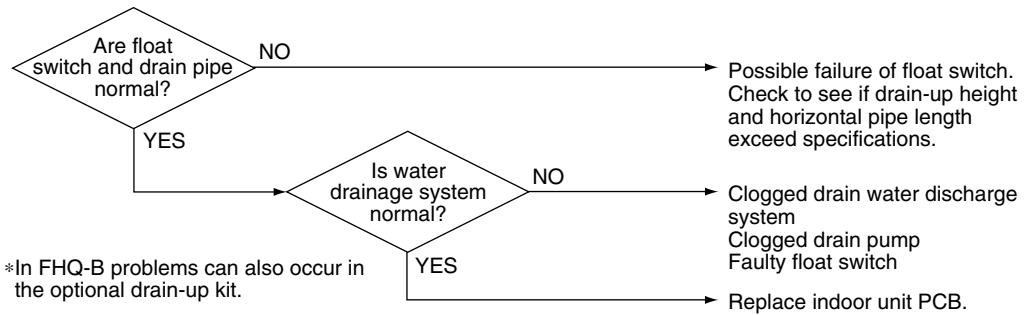 Are float
switch and drain pipe
normal?
NO
Possible failure of float switch.
Check to see if drain-up height
and horizontal pipe length
exceed specifications.
YES
Is water
drainage system
normal?
NO
Clogged drain water discharge
system
Clogged drain pump
Faulty float switch
YES
Replace indoor unit PCB.
*In FHQ-B problems can also occur in
the optional drain-up kit.